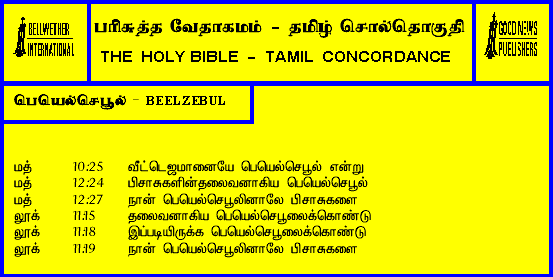 BELLWETHER
INTERNATIONAL
பரிசுத்த வேதாகமம் - தமிழ் சொல்தொகுதி
THE HOLY BIBLE - TAMIL CONCORDANCE
GOOD NEWS
PUBLISHERS
பெயெல்செபூல் - BEELZEBUL
மத் 10:25 வீட்டெஜமானையே பெயெல்செபூல் என்று
மத் 12:24 பிசாசுகளின்தலைவனாகிய பெயெல்செபூல்
மத் 12:27 நான் பெயெல்செபூலினாலே பிசாசுகளை
லூக் 11:15 தலைவனாகிய பெயெல்செபூலைக்கொண்டு
லூக் 11:18 இப்படியிருக்க பெயெல்செபூலைக்கொண்டு
லூக் 11:19 நான் பெயெல்செபூலினாலே பிசாசுகளை